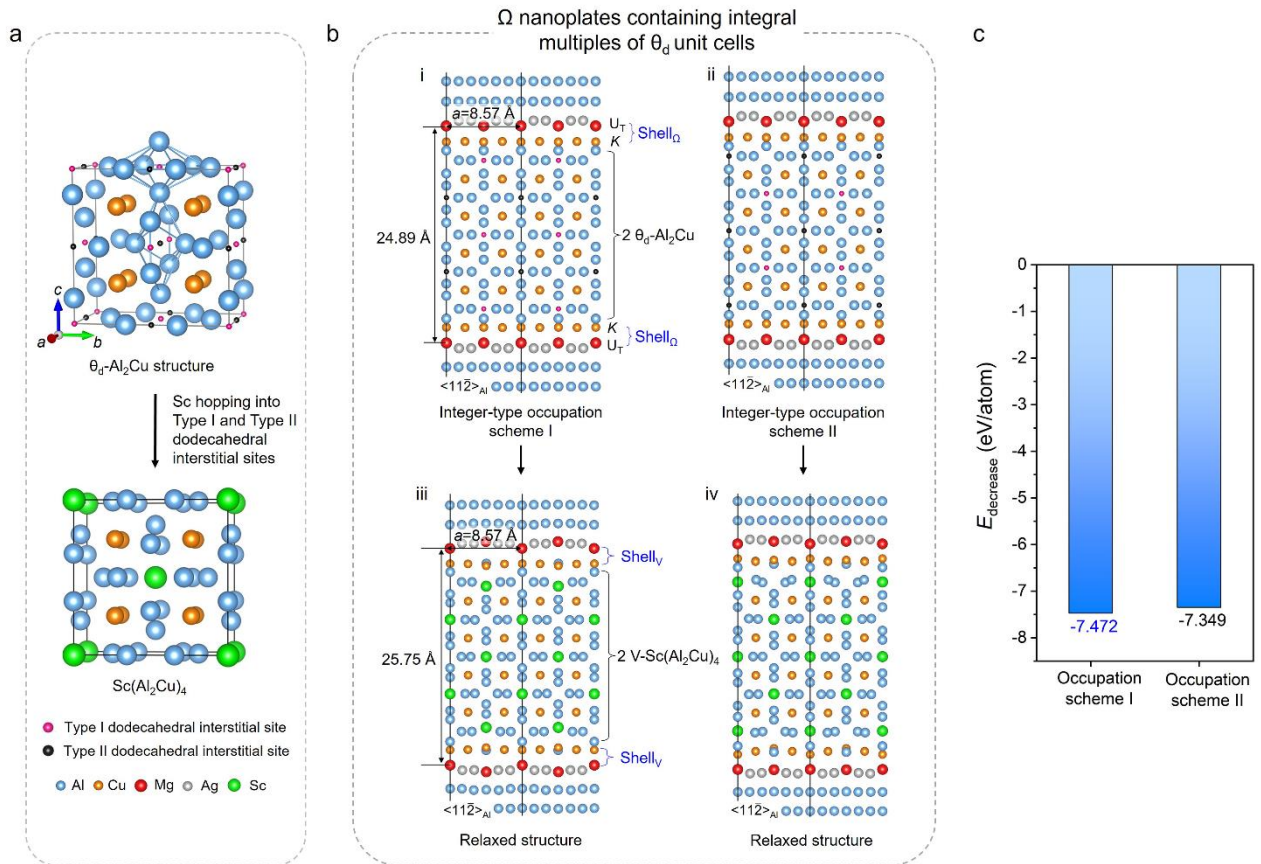 a
θd-Al2Cu structure
c
a
b
Sc hopping into
Type I and Type II
dodecahedral
interstitial sites
Sc(Al2Cu)4
Type I dodecahedral interstitial site
Type II dodecahedral interstitial site
Al Cu Mg Ag Sc
b
Ω nanoplates containing integral
multiples of θd unit cells
i
a=8.57 Å
UT
K
ShellΩ
24.89 Å
2 θd-Al2Cu
K
UT
ShellΩ
<112̄>Al
Integer-type occupation
scheme I
ii
Integer-type occupation
scheme II
iii
a=8.57 Å
ShellV
25.75 Å
2 V-Sc(Al2Cu)4
ShellV
<112̄>Al
Relaxed structure
iv
Relaxed structure
c
Edecrease (eV/atom)
0
-1
-2
-3
-4
-5
-6
-7
-8
-7.472
-7.349
Occupation
scheme I
Occupation
scheme II